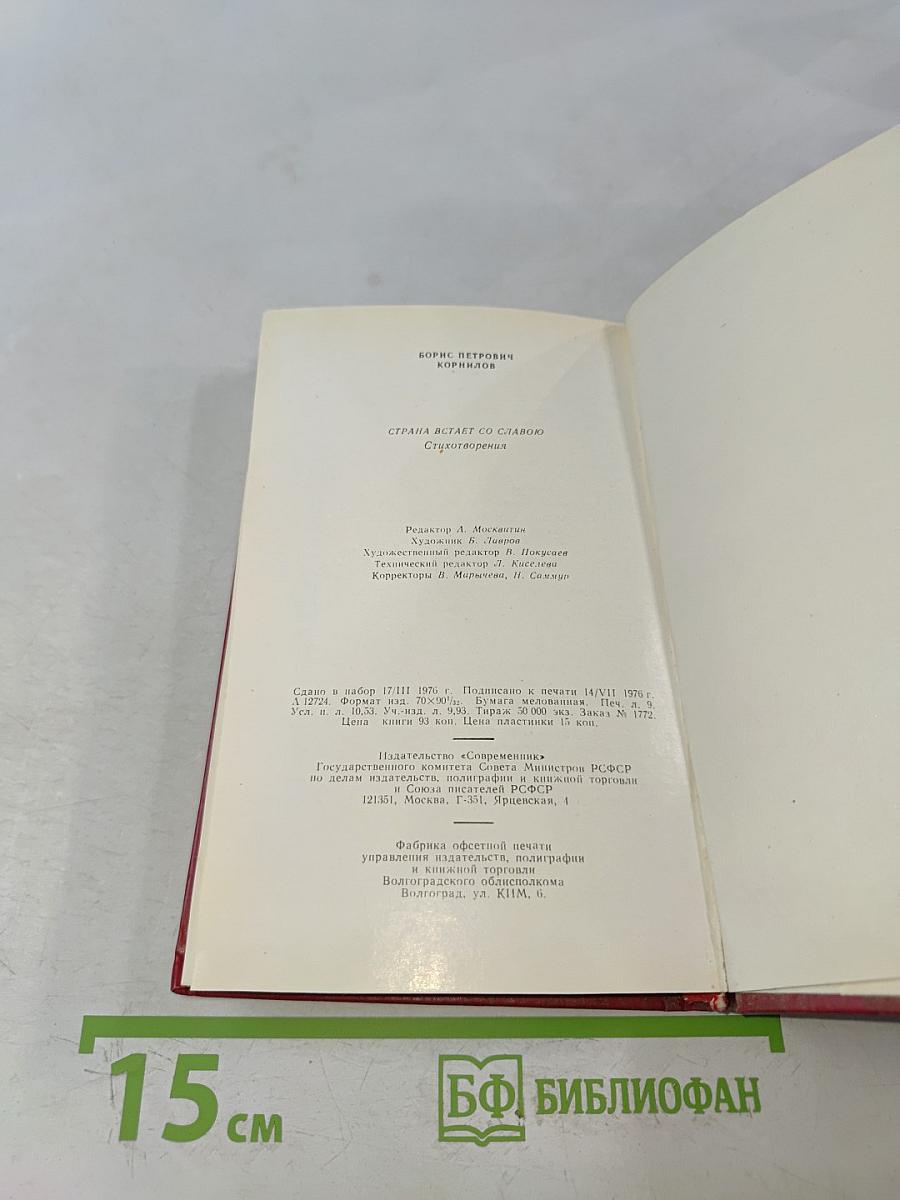 БОРИС ПЕТРОВИЧ
КОРНИЛОВ
СТРАНА ВСТАЕТ СО СЛАВОЮ
Стихотворения
Редактор А. Москвитин
Художник Б. Лавров
Художественный редактор В. Покусаев
Технический редактор Л. Киселева
Корректоры В. Марычева, Н. Саммур
Сдано в набор 17/III 1976 г. Подписано к печати 14/VII 1976 г.
А 12724. Формат изд. 70×90¹/₃₂. Бумага мелованная. Печ. л. 9.
Усл. п. л. 10,53. Уч.-изд. л. 9,93. Тираж 50 000 экз. Заказ № 1772.
Цена книги 93 коп. Цена пластинки 15 коп.
Издательство «Современник»
Государственного комитета Совета Министров РСФСР
по делам издательств, полиграфии и книжной торговли
и Союза писателей РСФСР
121351, Москва, Г-351, Ярцевская, 4
Фабрика офсетной печати
управления издательств, полиграфии
и книжной торговли
Волгоградского облисполкома
Волгоград, ул. КИМ, 6.
15 см
БФ БИБЛИОФАН